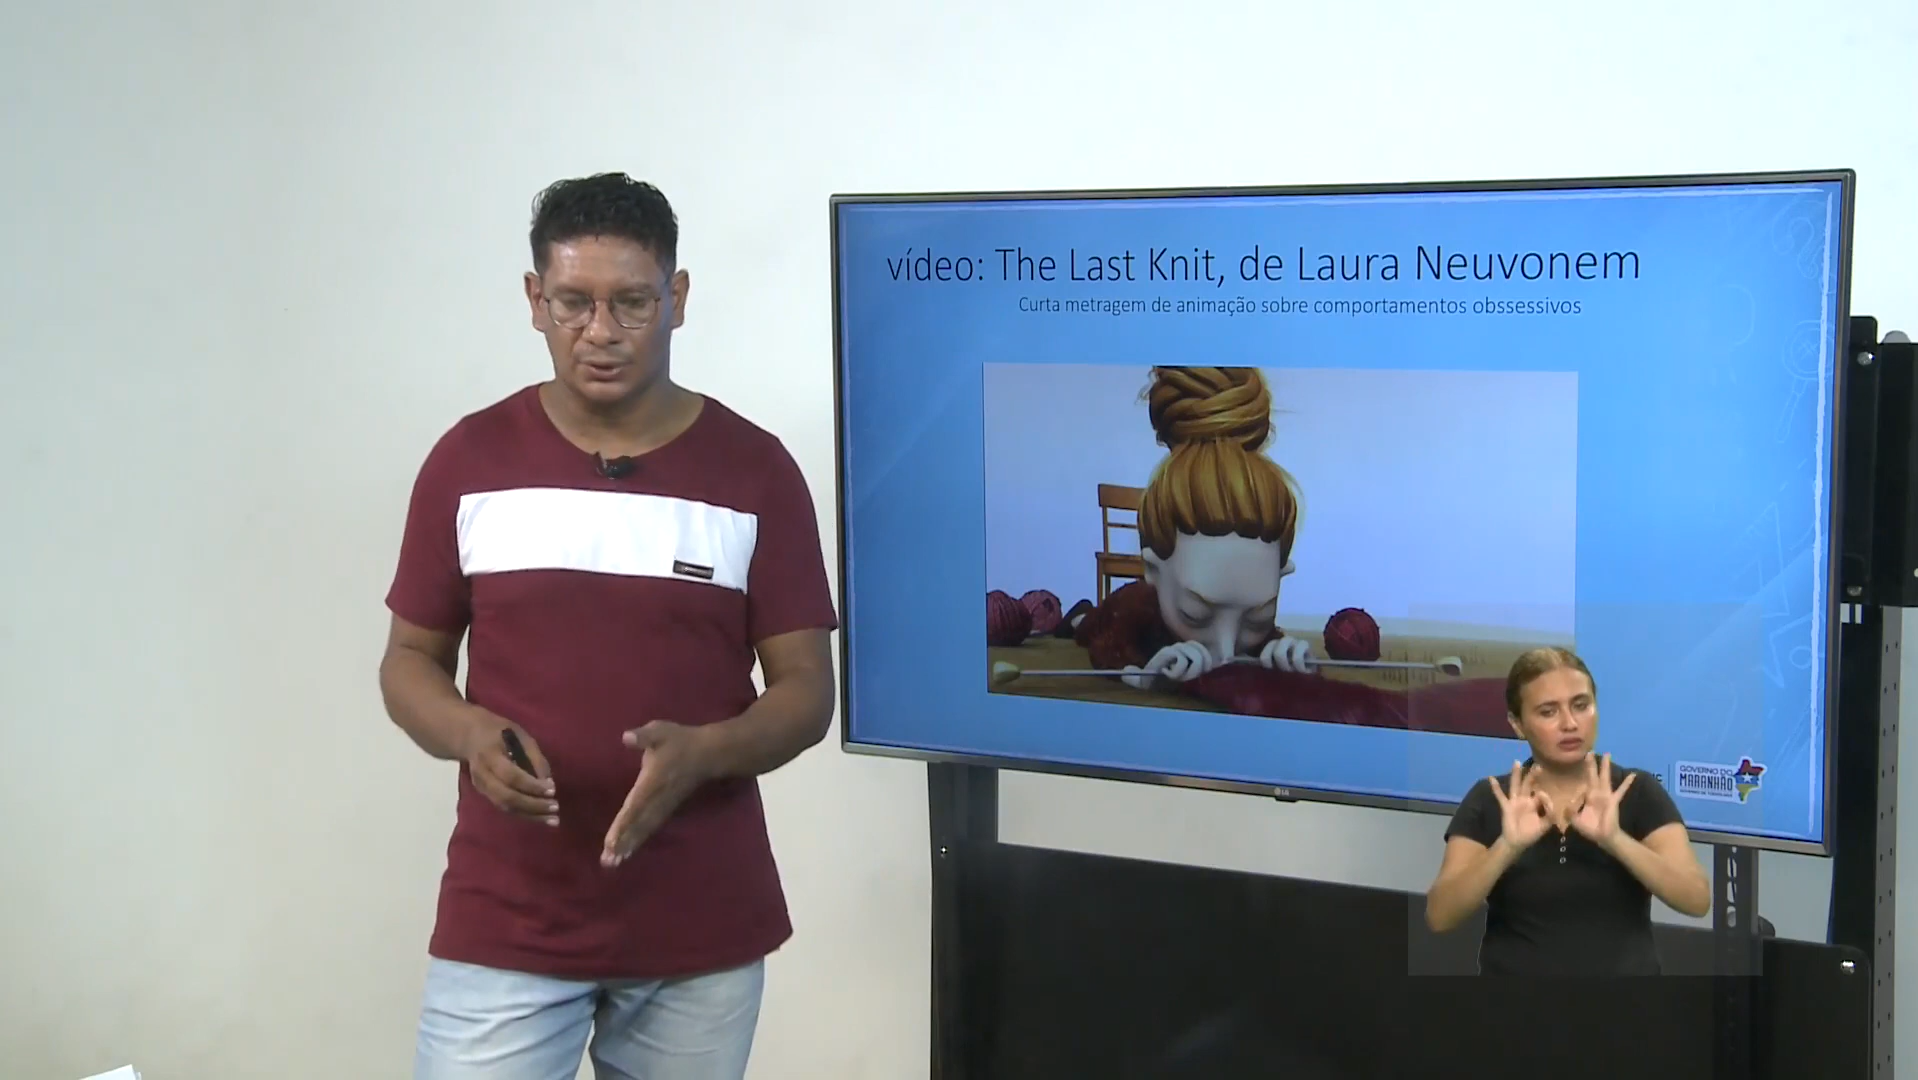 vídeo: The Last Knit, de Laura Neuvonem
Curta metragem de animação sobre comportamentos obssessivos
GOVERNO DO
MARANHÃO
LG